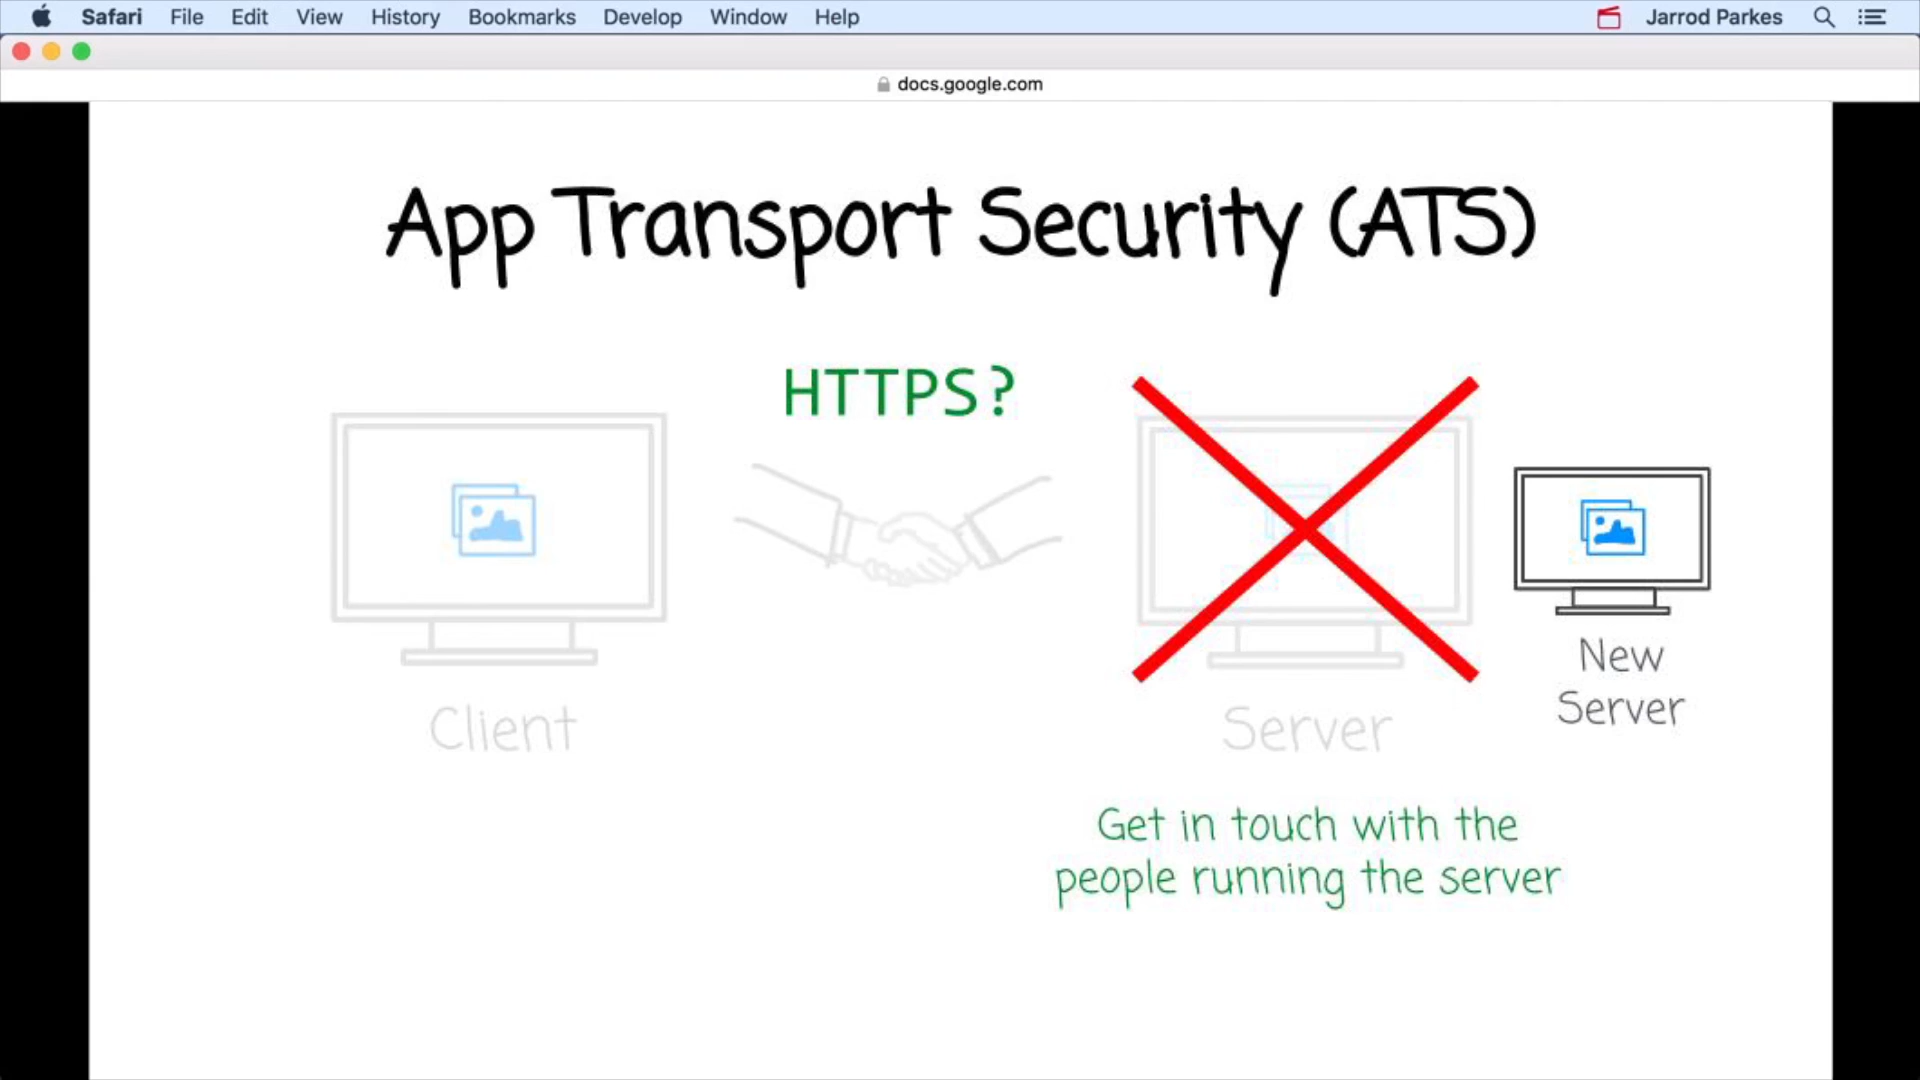 Safari File Edit View History Bookmarks Develop Window Help Jarrod Parkes
docs.google.com
App Transport Security (ATS)
HTTPS?
Client
Server
New
Server
Get in touch with the
people running the server